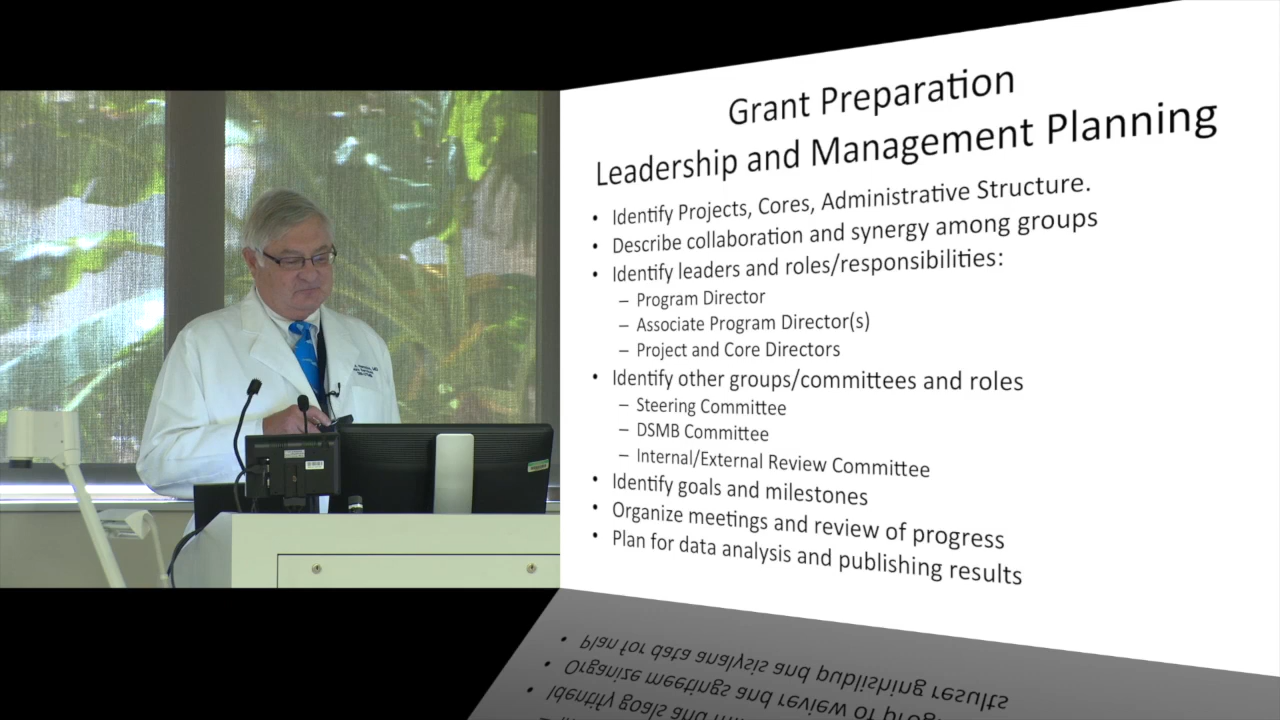 Grant Preparation
Leadership and Management Planning
• Identify Projects, Cores, Administrative Structure.
• Describe collaboration and synergy among groups
• Identify leaders and roles/responsibilities:
– Program Director
– Associate Program Director(s)
– Project and Core Directors
• Identify other groups/committees and roles
– Steering Committee
– DSMB Committee
– Internal/External Review Committee
• Identify goals and milestones
• Organize meetings and review of progress
• Plan for data analysis and publishing results